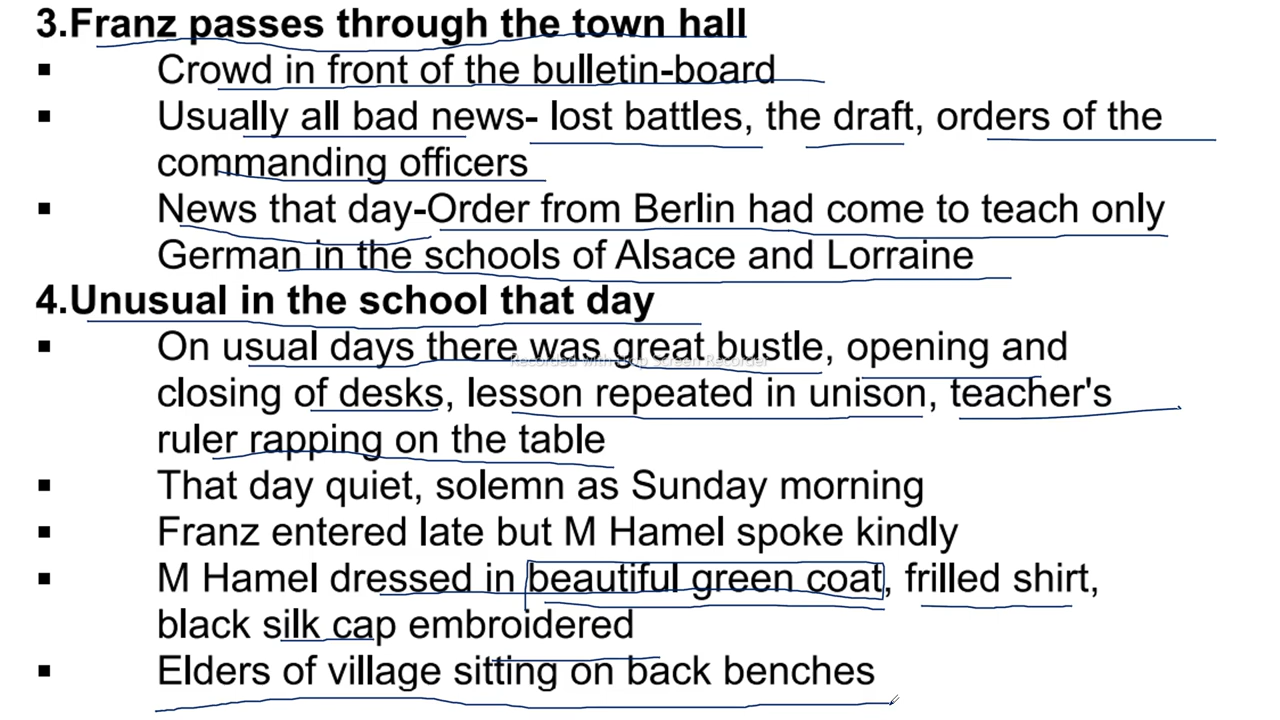 3.Franz passes through the town hall
▪ Crowd in front of the bulletin-board
▪ Usually all bad news- lost battles, the draft, orders of the
commanding officers
▪ News that day-Order from Berlin had come to teach only
German in the schools of Alsace and Lorraine
4.Unusual in the school that day
▪ On usual days there was great bustle, opening and
Recorded with iTop Screen Recorder
closing of desks, lesson repeated in unison, teacher's
ruler rapping on the table
▪ That day quiet, solemn as Sunday morning
▪ Franz entered late but M Hamel spoke kindly
▪ M Hamel dressed in beautiful green coat, frilled shirt,
black silk cap embroidered
▪ Elders of village sitting on back benches